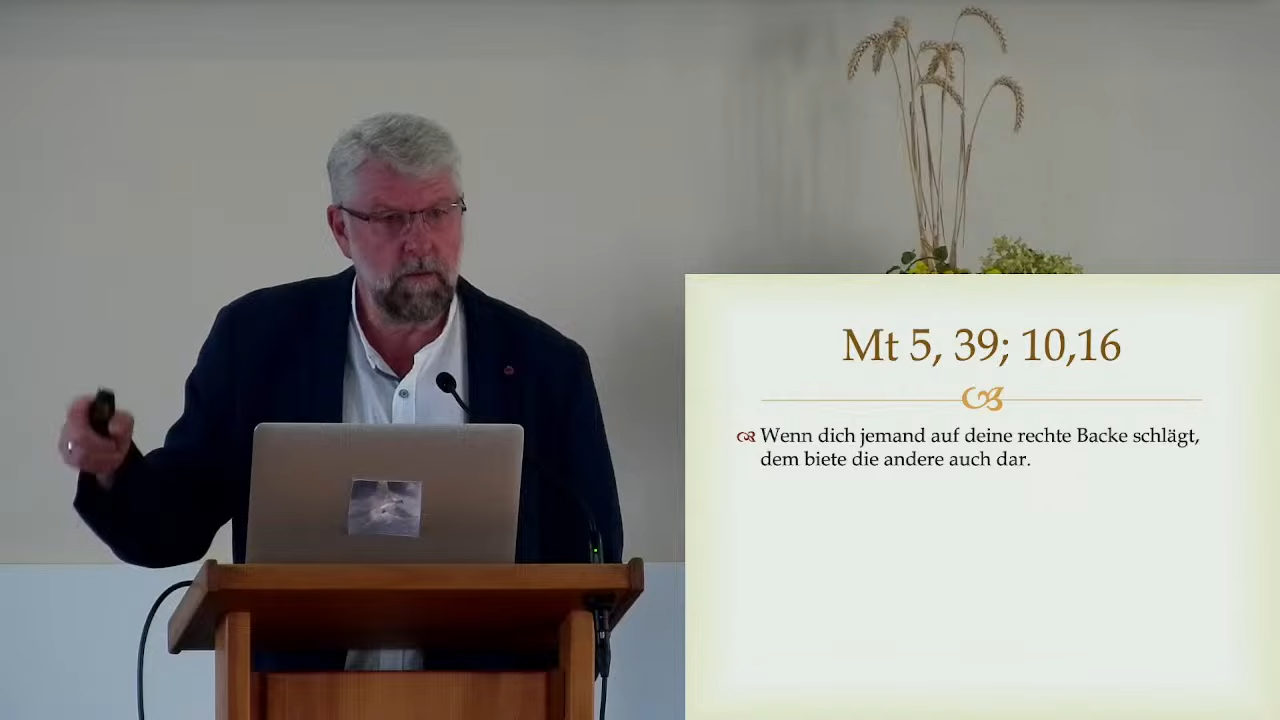 Mt 5, 39; 10,16
Wenn dich jemand auf deine rechte Backe schlägt,
dem biete die andere auch dar.